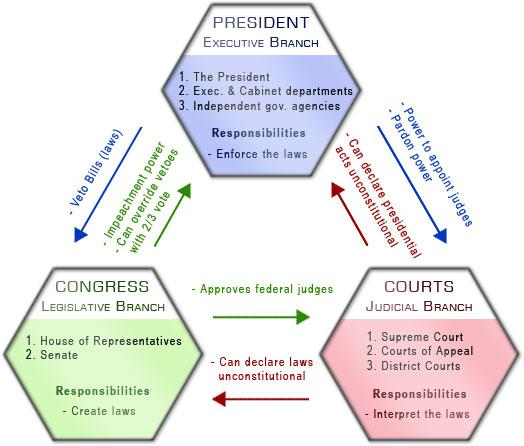 PRESIDENT
EXECUTIVE BRANCH
1. The President
2. Exec. & Cabinet departments
3. Independent gov. agencies
Responsibilities
- Enforce the laws
- Veto Bills (laws)
- Impeachment power
- Can override vetoes
with 2/3 vote
- Power to appoint judges
- Pardon power
- Can declare presidential
acts unconstitutional
CONGRESS
LEGISLATIVE BRANCH
1. House of Representatives
2. Senate
Responsibilities
- Create laws
- Approves federal judges
- Can declare laws
unconstitutional
COURTS
JUDICIAL BRANCH
1. Supreme Court
2. Courts of Appeal
3. District Courts
Responsibilities
- Interpret the laws